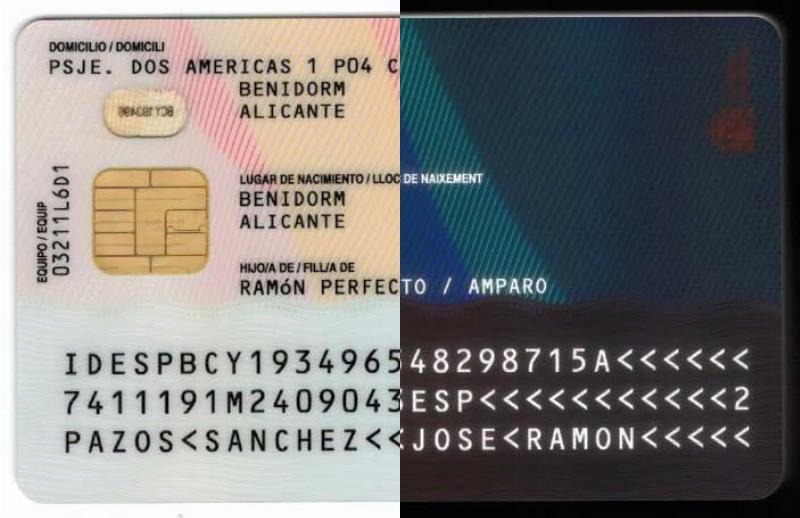 DOMICILIO / DOMICILI
PSJE. DOS AMERICAS 1 P04 C
BENIDORM
ALICANTE
LUGAR DE NACIMIENTO / LLOC DE NAIXEMENT
BENIDORM
ALICANTE
EQUIPO / EQUIP
03211L6D1
HIJO/A DE / FILL/A DE
RAMóN PERFECTO / AMPARO
IDESPBCY193496548298715A<<<<<<
7411191M2409043ESP<<<<<<<<<<<2
PAZOS<SANCHEZ<<JOSE<RAMON<<<<<